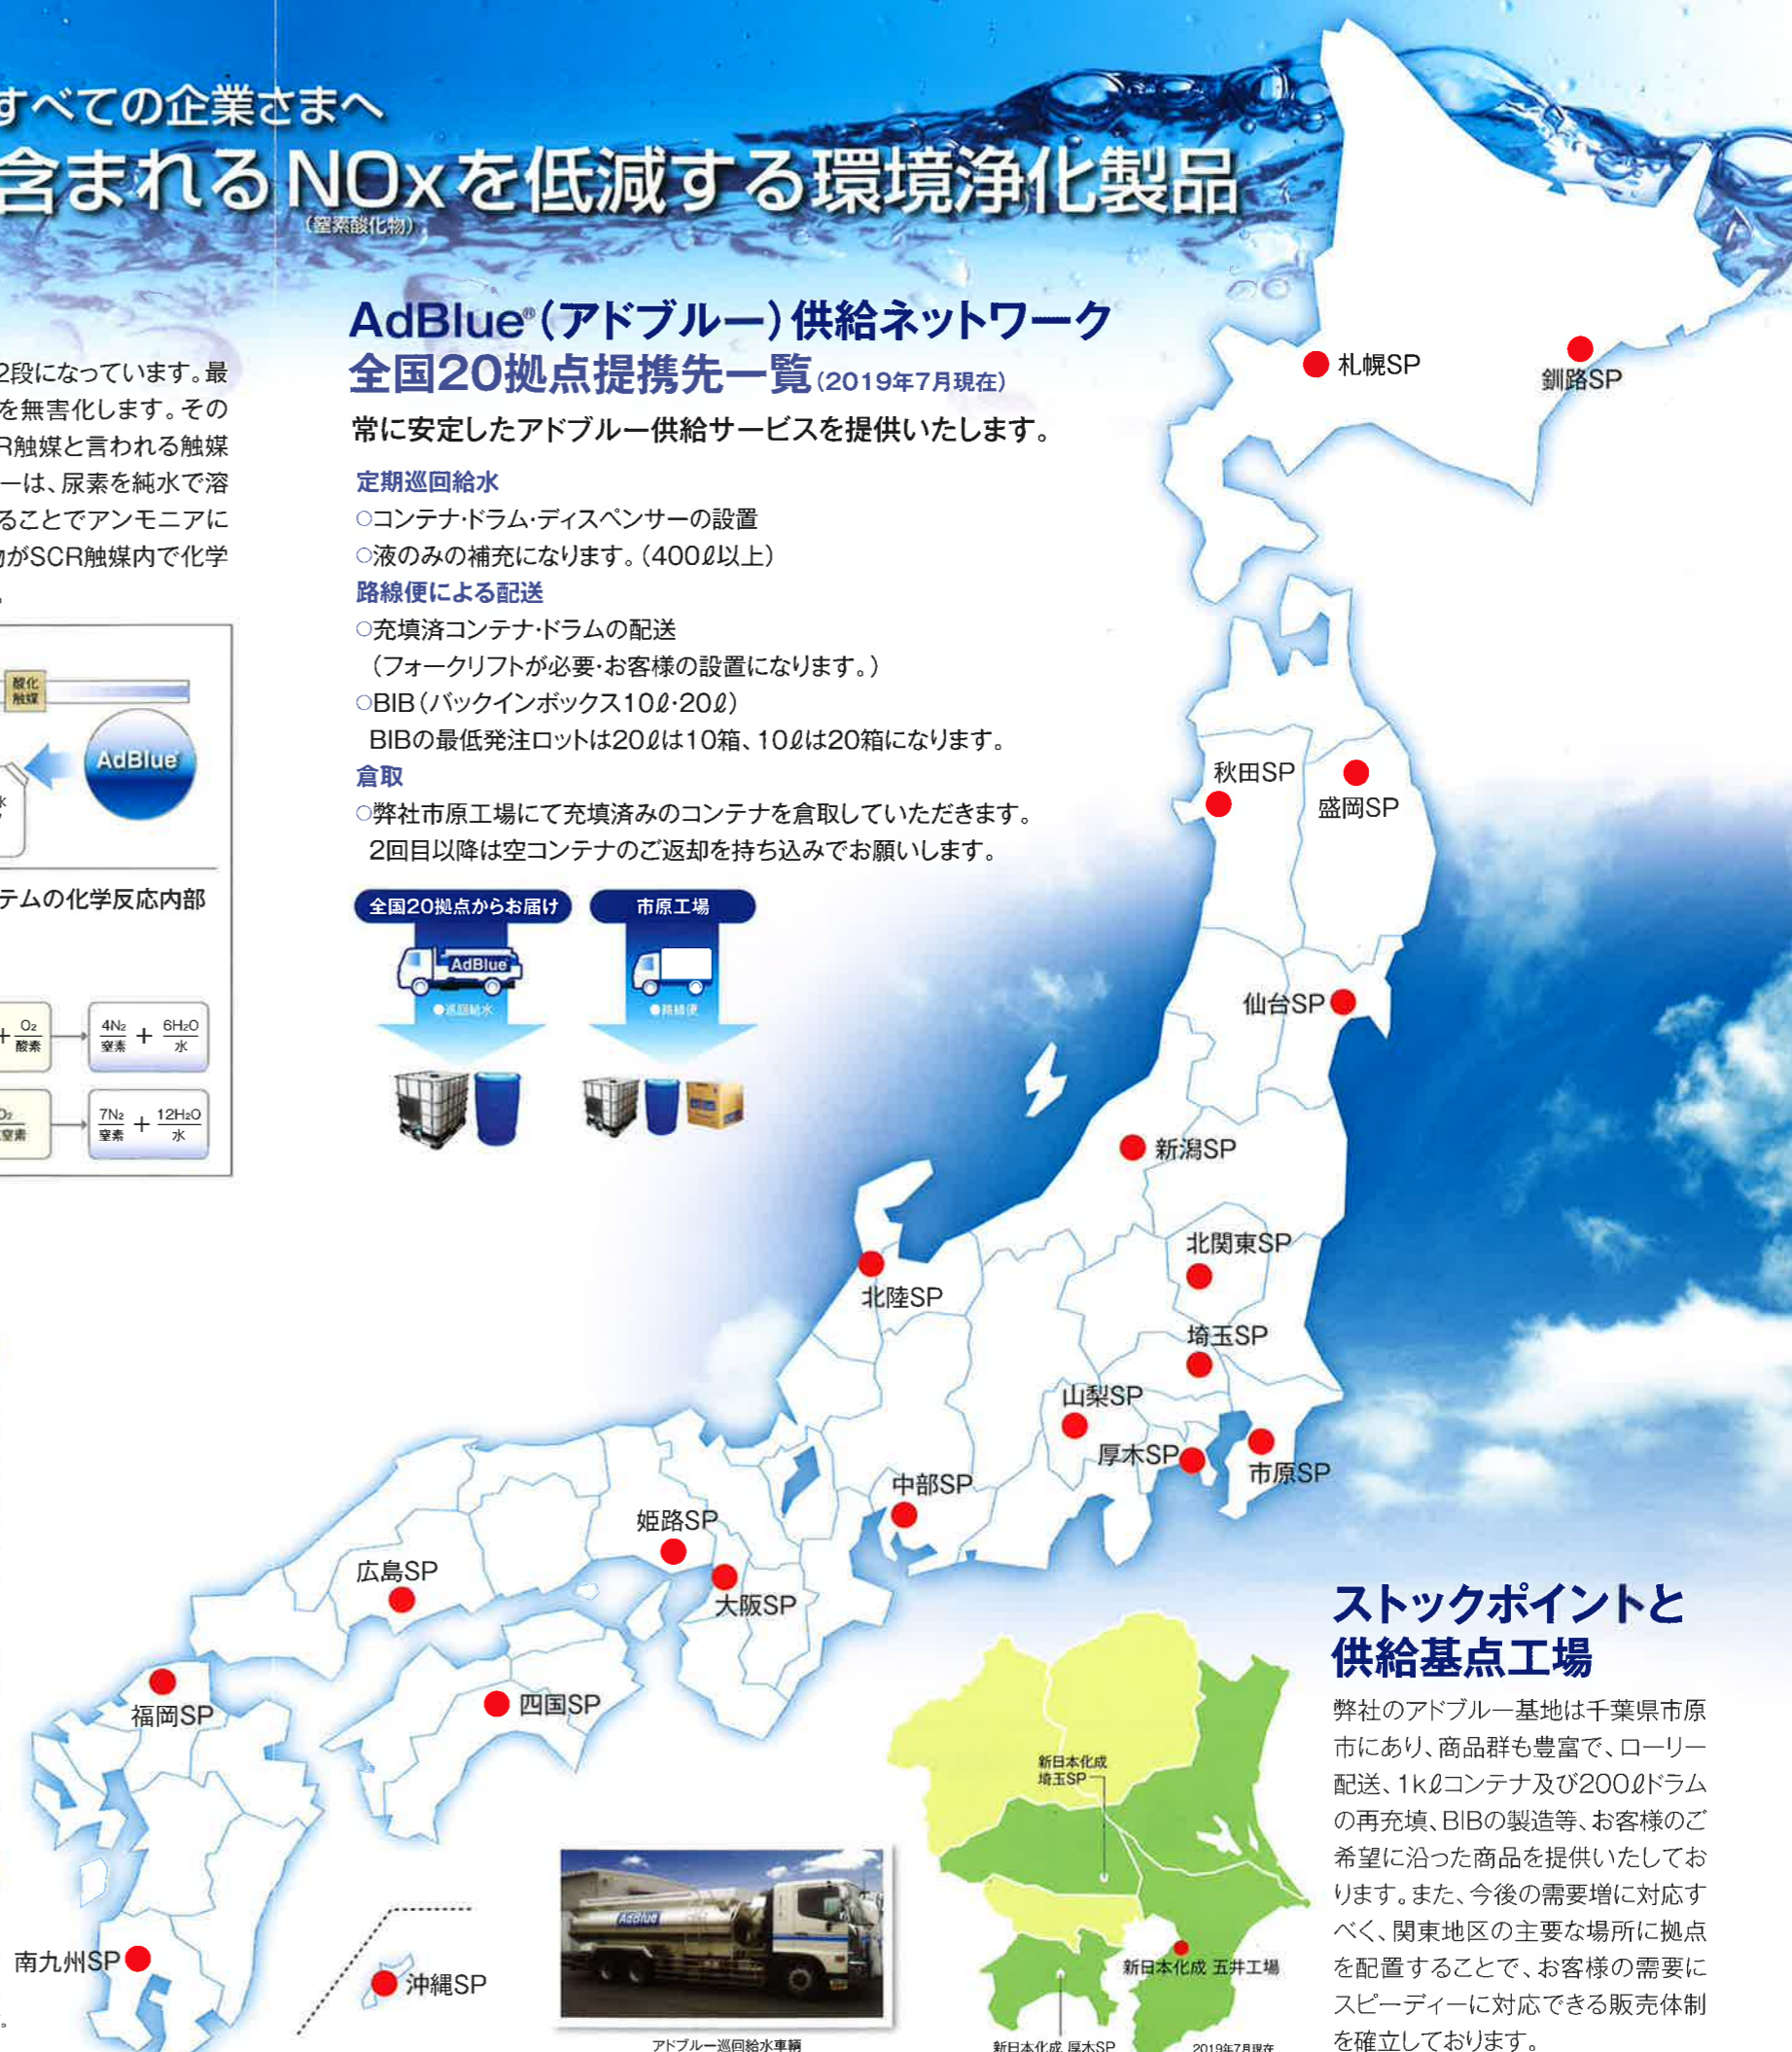 すべての企業さまへ
含まれるNOxを低減する環境浄化製品
（窒素酸化物）
2段になっています。最
を無害化します。その
R触媒と言われる触媒
ーは、尿素を純水で溶
ることでアンモニアに
がSCR触媒内で化学
。
酸化
触媒
AdBlue
テムの化学反応内部
+ O₂ 酸素 4N₂ 窒素 + 6H₂O 水
窒素 7N₂ 窒素 + 12H₂O 水
AdBlue®（アドブルー）供給ネットワーク
全国20拠点提携先一覧（2019年7月現在）
常に安定したアドブルー供給サービスを提供いたします。
定期巡回給水
○コンテナ・ドラム・ディスペンサーの設置
○液のみの補充になります。（400ℓ以上）
路線便による配送
○充填済コンテナ・ドラムの配送
（フォークリフトが必要・お客様の設置になります。）
○BIB（バックインボックス10ℓ・20ℓ）
BIBの最低発注ロットは20ℓは10箱、10ℓは20箱になります。
倉取
○弊社市原工場にて充填済みのコンテナを倉取していただきます。
2回目以降は空コンテナのご返却を持ち込みでお願いします。
全国20拠点からお届け
AdBlue
●巡回給水
市原工場
●路線便
札幌SP
釧路SP
秋田SP
盛岡SP
仙台SP
新潟SP
北関東SP
北陸SP
埼玉SP
山梨SP
厚木SP
市原SP
中部SP
姫路SP
大阪SP
広島SP
四国SP
福岡SP
南九州SP
沖縄SP
AdBlue
アドブルー巡回給水車輌
新日本化成
埼玉SP
新日本化成 五井工場
新日本化成 厚木SP
2019年7月現在
ストックポイントと
供給基点工場
弊社のアドブルー基地は千葉県市原
市にあり、商品群も豊富で、ローリー
配送、1kℓコンテナ及び200ℓドラム
の再充填、BIBの製造等、お客様のご
希望に沿った商品を提供いたしてお
ります。また、今後の需要増に対応す
べく、関東地区の主要な場所に拠点
を配置することで、お客様の需要に
スピーディーに対応できる販売体制
を確立しております。
。